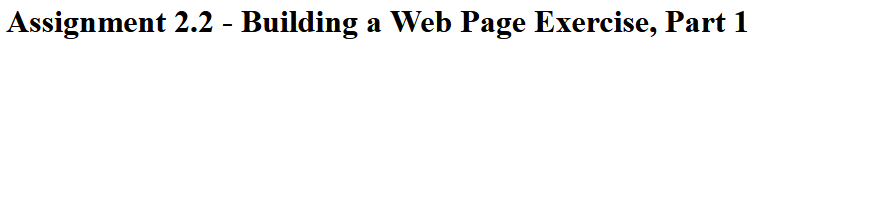 Assignment 2.2 - Building a Web Page Exercise, Part 1